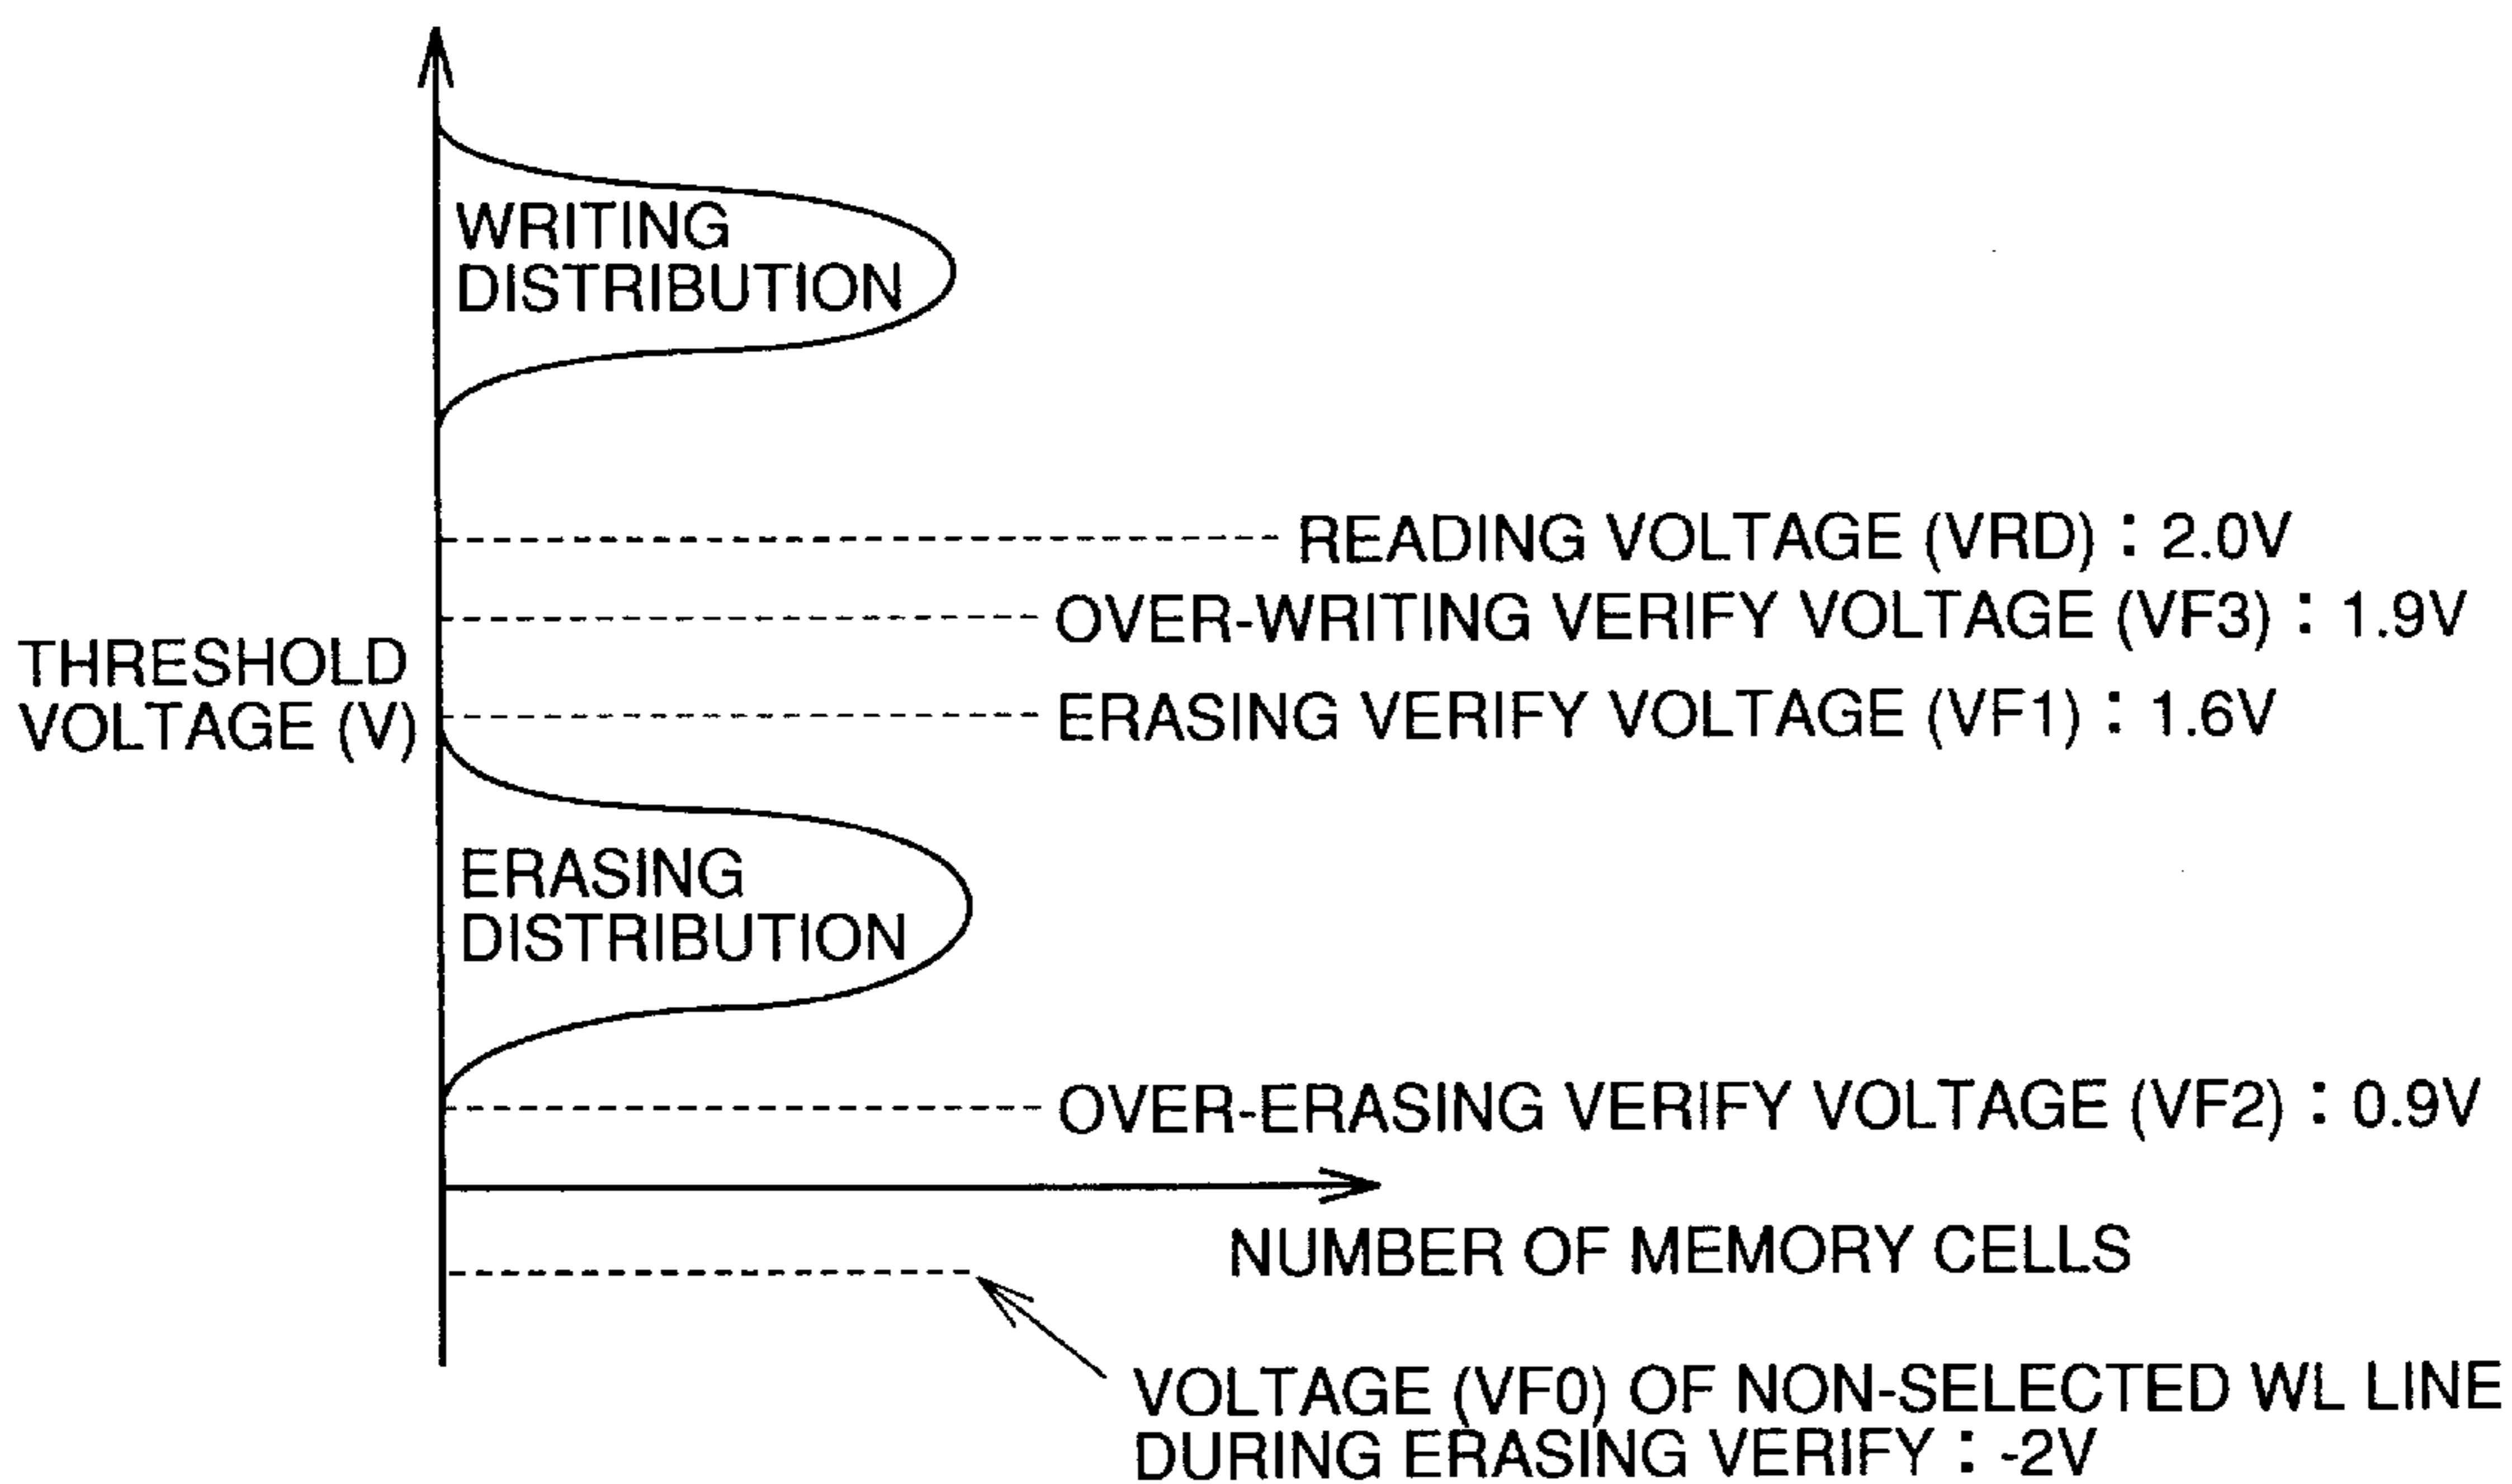 WRITING
DISTRIBUTION
READING VOLTAGE (VRD) : 2.0V
OVER-WRITING VERIFY VOLTAGE (VF3) : 1.9V
THRESHOLD
VOLTAGE (V)
ERASING VERIFY VOLTAGE (VF1) : 1.6V
ERASING
DISTRIBUTION
OVER-ERASING VERIFY VOLTAGE (VF2) : 0.9V
NUMBER OF MEMORY CELLS
VOLTAGE (VF0) OF NON-SELECTED WL LINE
DURING ERASING VERIFY : -2V